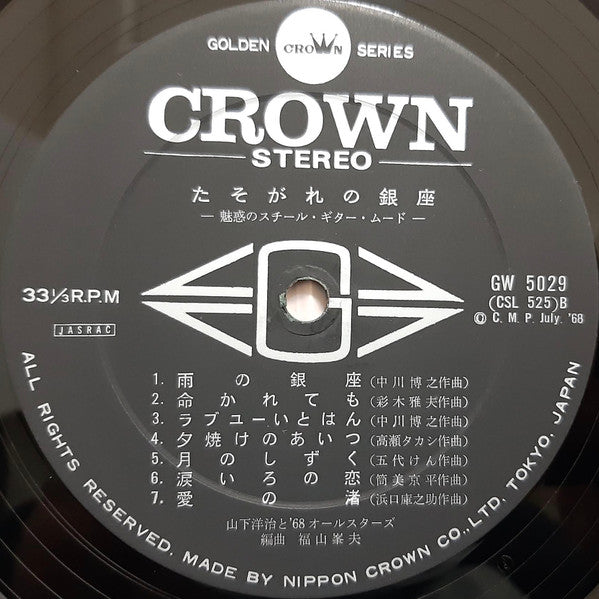 GOLDEN CROWN SERIES
CROWN
STEREO
たそがれの銀座
— 魅惑のスチール・ギター・ムード —
G
33⅓R.P.M
JASRAC
GW 5029
(CSL 525)B
© C. M. P. July. '68
1. 雨の銀座 (中川博之作曲)
2. 命かれても (彩木雅夫作曲)
3. ラブユーいとはん (中川博之作曲)
4. 夕焼けのあいつ (高瀬タカシ作曲)
5. 月のしずく (五代けん作曲)
6. 涙いろの恋 (筒美京平作曲)
7. 愛の渚 (浜口庫之助作曲)
山下洋治と'68オールスターズ
編曲 福山峯夫
ALL RIGHTS RESERVED. MADE BY NIPPON CROWN CO., LTD. TOKYO, JAPAN